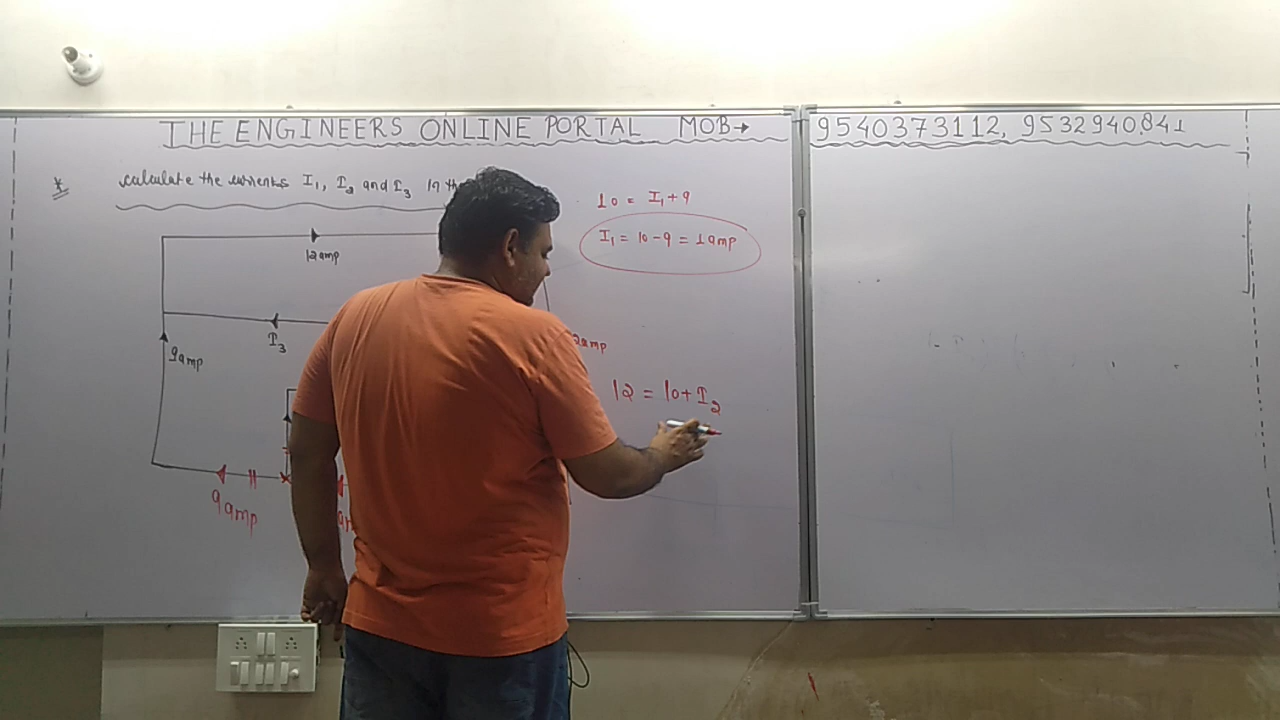 THE ENGINEERS ONLINE PORTAL MOB→ 9540373112, 9532940841
* calculate the currents I₁, I₂ and I₃ in
10 = I₁+9
I₁ = 10-9 = 1amp
12amp
I₃
9amp
2amp
12 = 10+I₂
9amp